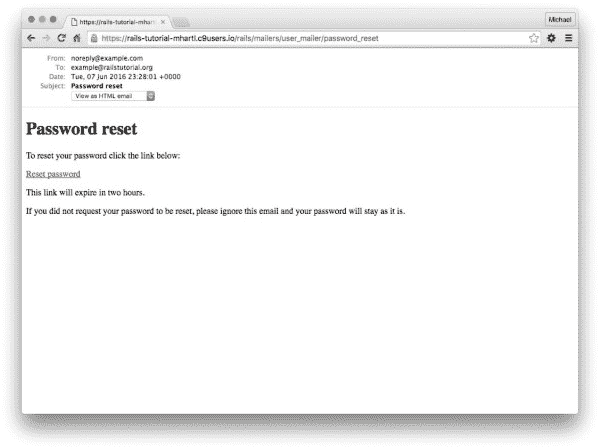 https://rails-tutorial-mhartl
Michael
https://rails-tutorial-mhartl.c9users.io/rails/mailers/user_mailer/password_reset
From: noreply@example.com
To: example@railstutorial.org
Date: Tue, 07 Jun 2016 23:28:01 +0000
Subject: Password reset
View as HTML email
Password reset
To reset your password click the link below:
Reset password
This link will expire in two hours.
If you did not request your password to be reset, please ignore this email and your password will stay as it is.